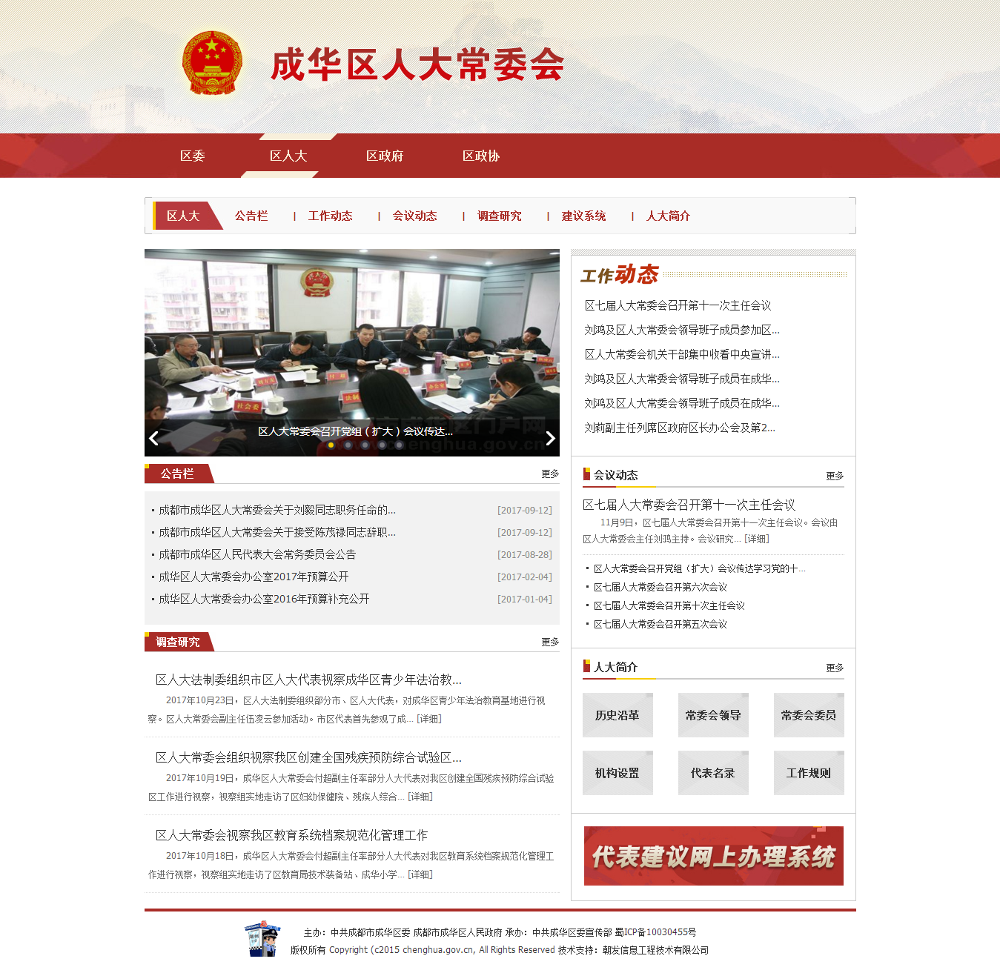 成华区人大常委会
区委 区人大 区政府 区政协
区人大 公告栏 | 工作动态 | 会议动态 | 调查研究 | 建议系统 | 人大简介
社会委
法制
办公室
区人大常委会召开党组（扩大）会议传达...
chenghua.gov.cn
公告栏 更多
成都市成华区人大常委会关于刘毅同志职务任命的... [2017-09-12]
成都市成华区人大常委会关于接受陈茂禄同志辞职... [2017-09-12]
成都市成华区人民代表大会常务委员会公告 [2017-08-28]
成华区人大常委会办公室2017年预算公开 [2017-02-04]
成华区人大常委会办公室2016年预算补充公开 [2017-01-04]
调查研究 更多
区人大法制委组织市区人大代表视察成华区青少年法治教...
2017年10月23日，区人大法制委组织部分市、区人大代表，对成华区青少年法治教育基地进行视
察。区人大常委会副主任伍凌云参加活动。市区代表首先参观了成... [详细]
区人大常委会组织视察我区创建全国残疾预防综合试验区...
2017年10月19日，成华区人大常委会付超副主任率部分人大代表对我区创建全国残疾预防综合试验
区工作进行视察，视察组实地走访了区妇幼保健院、残疾人综合... [详细]
区人大常委会视察我区教育系统档案规范化管理工作
2017年10月18日，成华区人大常委会付超副主任率部分人大代表对我区教育系统档案规范化管理工
作进行视察，视察组实地走访了区教育局技术装备站、成华小学... [详细]
工作动态
区七届人大常委会召开第十一次主任会议
刘鸿及区人大常委会领导班子成员参加区...
区人大常委会机关干部集中收看中央宣讲...
刘鸿及区人大常委会领导班子成员在成华...
刘鸿及区人大常委会领导班子成员在成华...
刘莉副主任列席区政府区长办公会及第2...
会议动态 更多
区七届人大常委会召开第十一次主任会议
11月9日，区七届人大常委会召开第十一次主任会议。会议由
区人大常委会主任刘鸿主持。会议研究... [详细]
区人大常委会召开党组（扩大）会议传达学习党的十...
区七届人大常委会召开第六次会议
区七届人大常委会召开第十次主任会议
区七届人大常委会召开第五次会议
人大简介 更多
历史沿革 常委会领导 常委会委员
机构设置 代表名录 工作规则
代表建议网上办理系统
主办：中共成都市成华区委 成都市成华区人民政府 承办：中共成华区委宣传部 蜀ICP备10030455号
版权所有 Copyright (c2015 chenghua.gov.cn, All Rights Reserved 技术支持：朝发信息工程技术有限公司